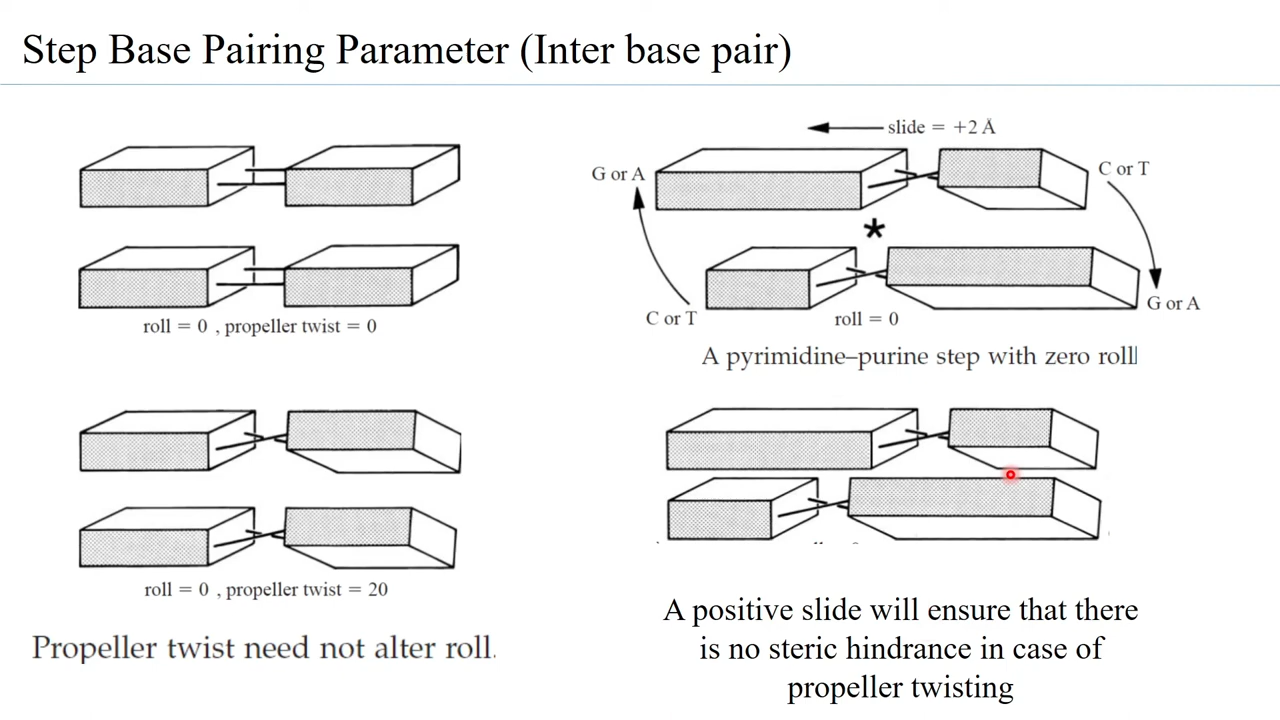 Step Base Pairing Parameter (Inter base pair)
roll = 0 , propeller twist = 0
roll = 0 , propeller twist = 20
Propeller twist need not alter roll.
slide = +2 Å
G or A
C or T
*
C or T
roll = 0
G or A
A pyrimidine–purine step with zero roll
A positive slide will ensure that there
is no steric hindrance in case of
propeller twisting